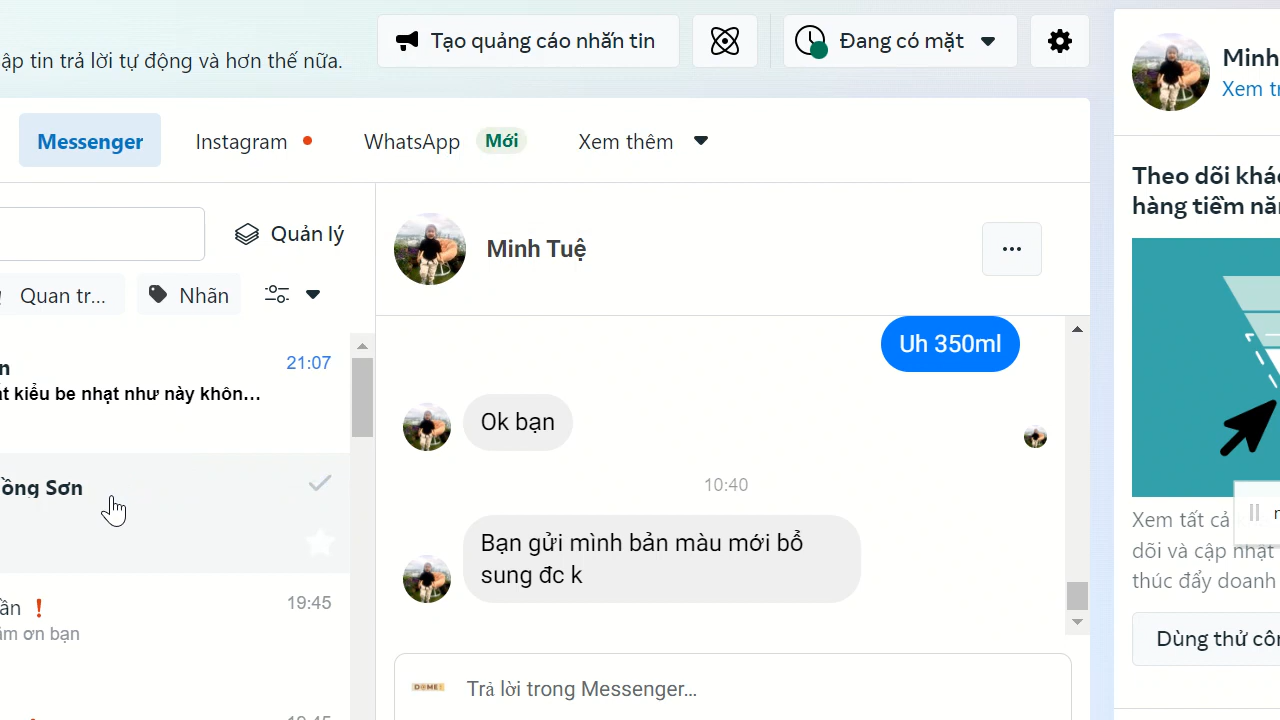 ập tin trả lời tự động và hơn thế nữa.
Tạo quảng cáo nhắn tin
Đang có mặt
Messenger
Instagram
WhatsApp Mới
Xem thêm
Quản lý
Quan tr...
Nhãn
n
21:07
ất kiểu be nhạt như này khôn...
ồng Sơn
ần ❗
19:45
ảm ơn bạn
Minh Tuệ
...
Uh 350ml
Ok bạn
10:40
Bạn gửi mình bản màu mới bổ
sung đc k
DOME
Trả lời trong Messenger...
Minh
Xem tr
Theo dõi khác
hàng tiềm năn
Xem tất cả
dõi và cập nhật
thúc đẩy doanh
Dùng thử côn